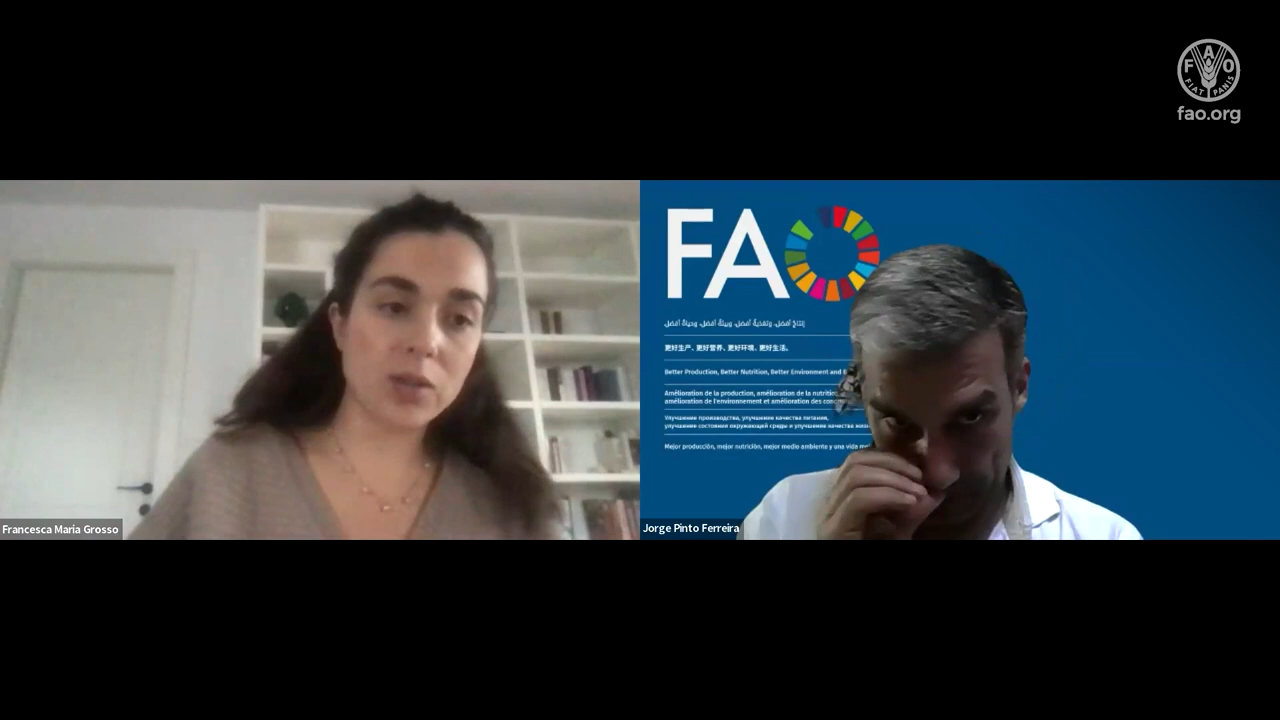 FAO
FIAT PANIS
fao.org
FAO
إنتاجٌ أفضل، وتغذيةٌ أفضل، وبيئةٌ أفضل، وحياةٌ أفضل.
更好生产、更好营养、更好环境、更好生活。
Better Production, Better Nutrition, Better Environment and
Amélioration de la production, amélioration de la nutrition
amélioration de l'environnement et amélioration des
Улучшение производства, улучшение качества питания,
улучшение состояния окружающей среды и улучшение качества
Mejor producción, mejor nutrición, mejor medio ambiente y una vida
Francesca Maria Grosso
Jorge Pinto Ferreira